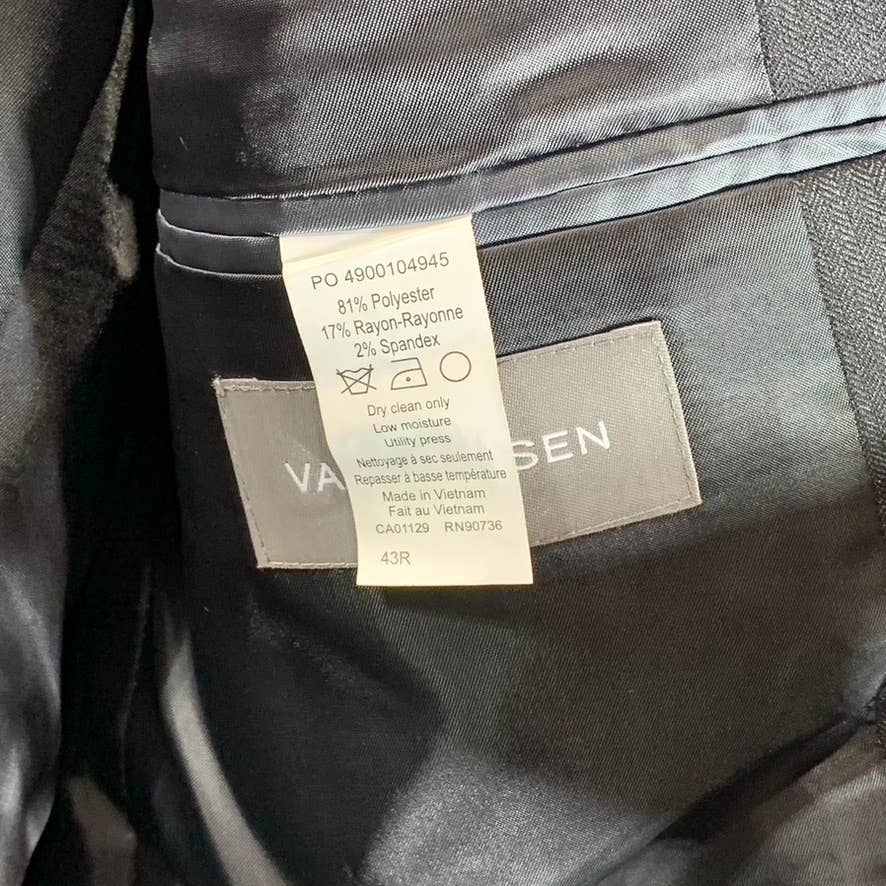 PO 4900104945
81% Polyester
17% Rayon-Rayonne
2% Spandex
Dry clean only
Low moisture
Utility press
Nettoyage à sec seulement
Repasser à basse température
Made in Vietnam
Fait au Vietnam
CA01129 RN90736
43R
VA SEN